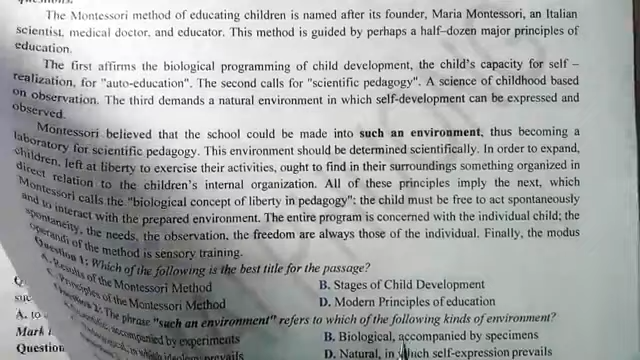 The Montessori method of educating children is named after its founder, Maria Montessori, an Italian
scientist, medical doctor, and educator. This method is guided by perhaps a half–dozen major principles of
education.
The first affirms the biological programming of child development, the child's capacity for self –
realization, for "auto-education". The second calls for "scientific pedagogy". A science of childhood based
on observation. The third demands a natural environment in which self-development can be expressed and
observed.
Montessori believed that the school could be made into such an environment, thus becoming a
laboratory for scientific pedagogy. This environment should be determined scientifically. In order to expand,
children, left at liberty to exercise their activities, ought to find in their surroundings something organized in
direct relation to the children's internal organization. All of these principles imply the next, which
Montessori calls the "biological concept of liberty in pedagogy": the child must be free to act spontaneously
and to interact with the prepared environment. The entire program is concerned with the individual child; the
spontaneity, the needs, the observation, the freedom are always those of the individual. Finally, the modus
operandi of the method is sensory training.
Question 1: Which of the following is the best title for the passage?
A. Results of the Montessori Method B. Stages of Child Development
C. Principles of the Montessori Method D. Modern Principles of education
Question 2: The phrase "such an environment" refers to which of the following kinds of environment?
accompanied by experiments B. Biological, accompanied by specimens
in which ideology prevails D. Natural, in which self-expression prevails
A. to
Mark
Question